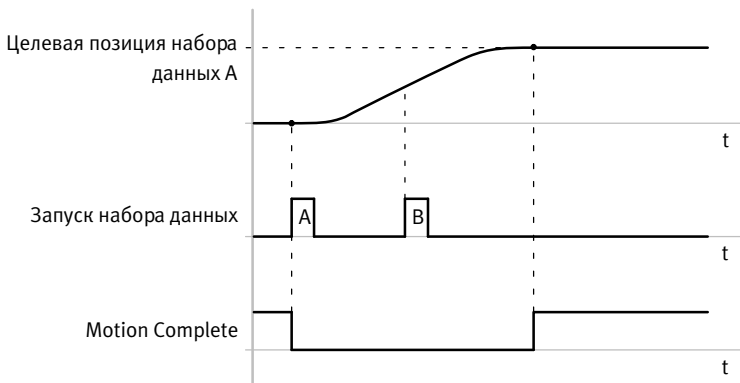 Целевая позиция набора
данных A
t
Запуск набора данных
A
B
t
Motion Complete
t